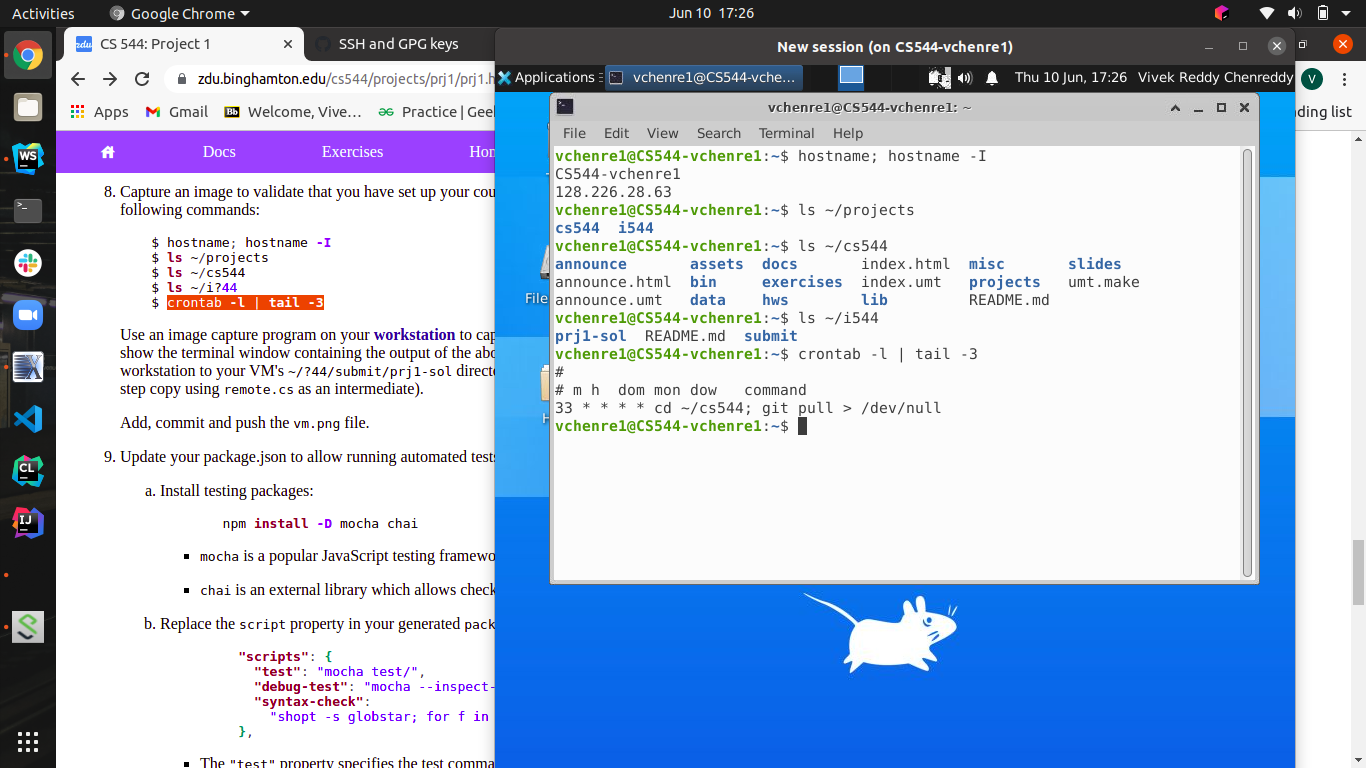 Activities
Google Chrome
Jun 10 17:26
CS 544: Project 1
SSH and GPG keys
zdu.binghamton.edu/cs544/projects/prj1/prj1.h
Apps
Gmail
Welcome, Vive…
Practice | Geel
ding list
Docs
Exercises
Hon
8. Capture an image to validate that you have set up your cou
following commands:
$ hostname; hostname -I
$ ls ~/projects
$ ls ~/cs544
$ ls ~/i?44
$ crontab -l | tail -3
Use an image capture program on your workstation to cap
show the terminal window containing the output of the abo
workstation to your VM's ~/?44/submit/prj1-sol directo
step copy using remote.cs as an intermediate).
Add, commit and push the vm.png file.
9. Update your package.json to allow running automated tests
a. Install testing packages:
npm install -D mocha chai
mocha is a popular JavaScript testing framewo
chai is an external library which allows check
b. Replace the script property in your generated pack
"scripts": {
"test": "mocha test/",
"debug-test": "mocha --inspect-
"syntax-check":
"shopt -s globstar; for f in
},
The "test" property specifies the test comma
New session (on CS544-vchenre1)
Applications
vchenre1@CS544-vche...
Thu 10 Jun, 17:26
Vivek Reddy Chenreddy
V
File
vchenre1@CS544-vchenre1: ~
File Edit View Search Terminal Help
vchenre1@CS544-vchenre1:~$ hostname; hostname -I
CS544-vchenre1
128.226.28.63
vchenre1@CS544-vchenre1:~$ ls ~/projects
cs544 i544
vchenre1@CS544-vchenre1:~$ ls ~/cs544
announce assets docs index.html misc slides
announce.html bin exercises index.umt projects umt.make
announce.umt data hws lib README.md
vchenre1@CS544-vchenre1:~$ ls ~/i544
prj1-sol README.md submit
vchenre1@CS544-vchenre1:~$ crontab -l | tail -3
#
# m h dom mon dow command
33 * * * * cd ~/cs544; git pull > /dev/null
vchenre1@CS544-vchenre1:~$